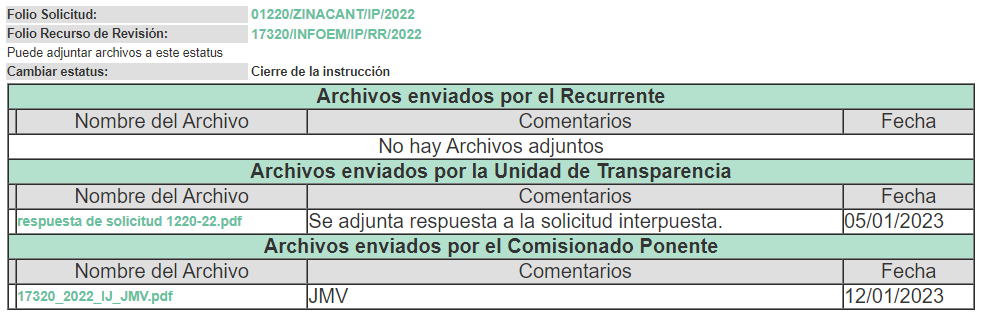 Folio Solicitud: 01220/ZINACANT/IP/2022
Folio Recurso de Revisión: 17320/INFOEM/IP/RR/2022
Puede adjuntar archivos a este estatus
Cambiar estatus: Cierre de la instrucción
Archivos enviados por el Recurrente
Nombre del Archivo Comentarios Fecha
No hay Archivos adjuntos
Archivos enviados por la Unidad de Transparencia
Nombre del Archivo Comentarios Fecha
respuesta de solicitud 1220-22.pdf Se adjunta respuesta a la solicitud interpuesta. 05/01/2023
Archivos enviados por el Comisionado Ponente
Nombre del Archivo Comentarios Fecha
17320_2022_IJ_JMV.pdf JMV 12/01/2023